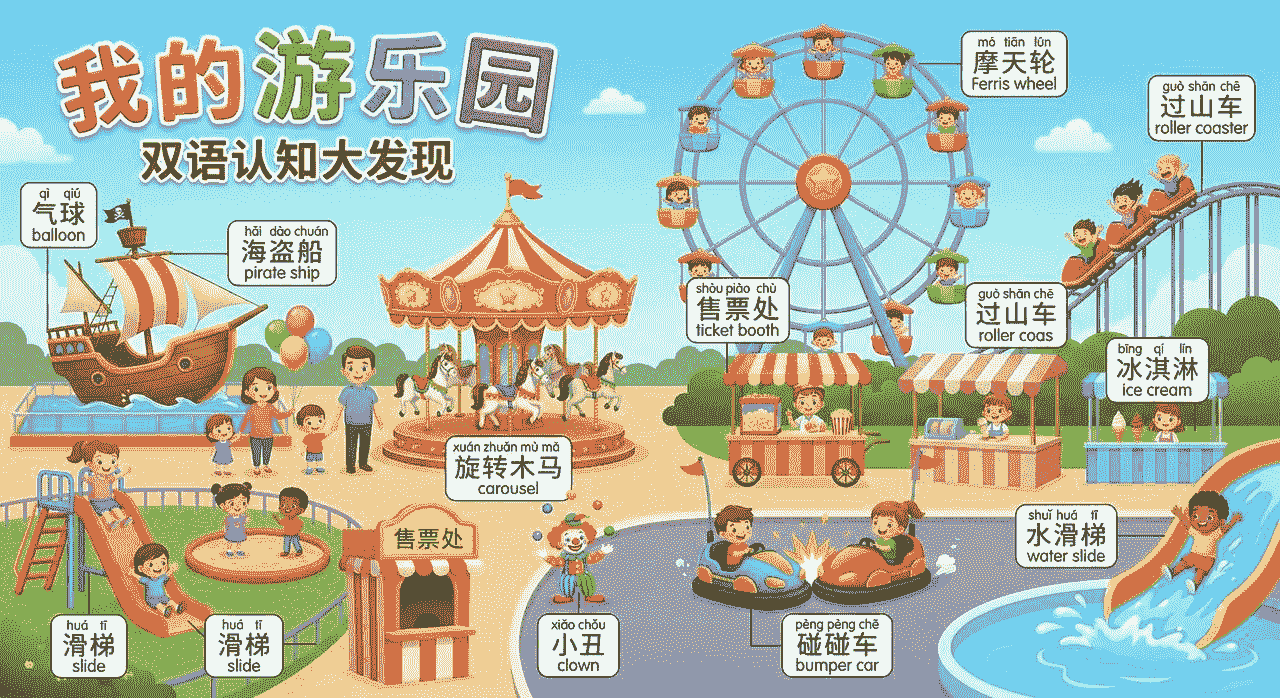 我的游乐园
双语认知大发现
mó tiān lún
摩天轮
Ferris wheel
guò shān chē
过山车
roller coaster
qì qiú
气球
balloon
hǎi dào chuán
海盗船
pirate ship
shòu piào chù
售票处
ticket booth
guò shān chē
过山车
roller coas
bīng qí lín
冰淇淋
ice cream
xuán zhuǎn mù mǎ
旋转木马
carousel
售票处
shuǐ huá tī
水滑梯
water slide
huá tī
滑梯
slide
huá tī
滑梯
slide
xiǎo chǒu
小丑
clown
pèng pèng chē
碰碰车
bumper car